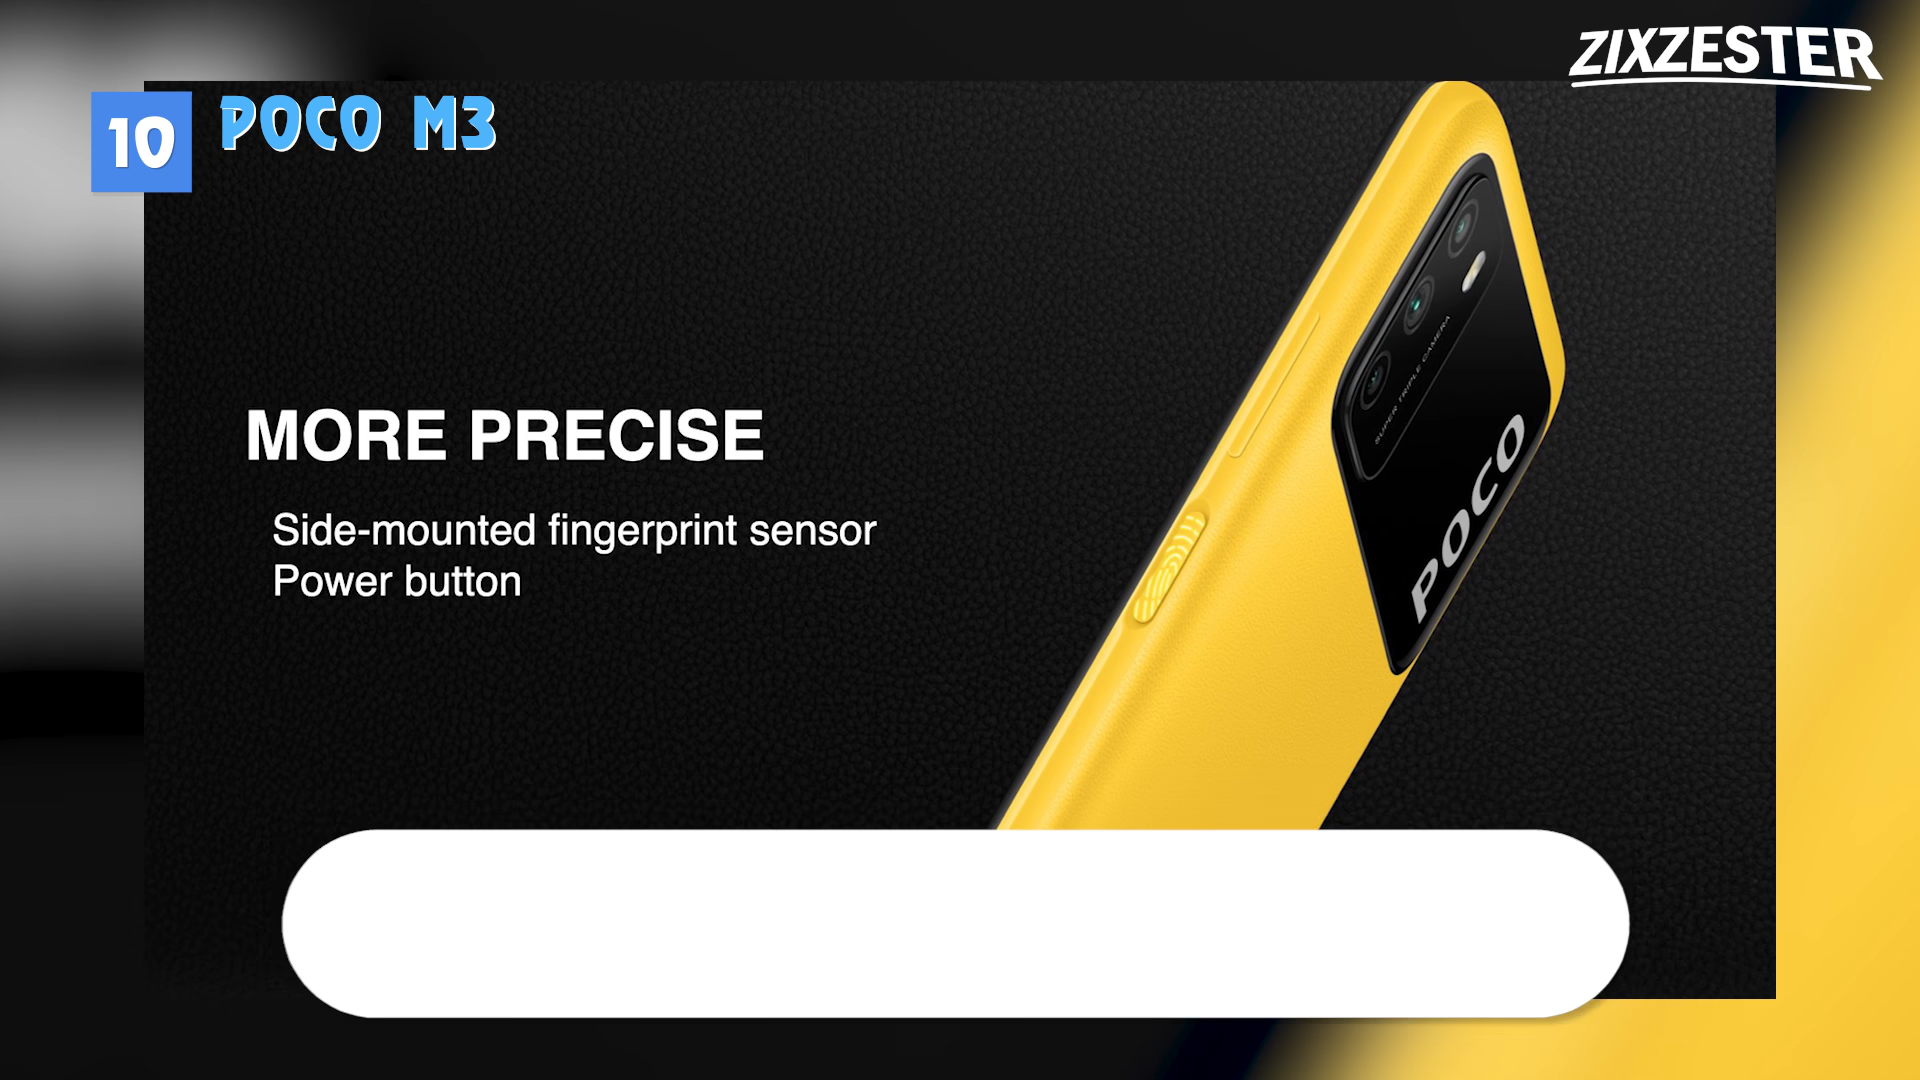 ZIXZESTER
10
POCO M3
MORE PRECISE
Side-mounted fingerprint sensor
Power button
SUPER TRIPLE CAMERA
POCO